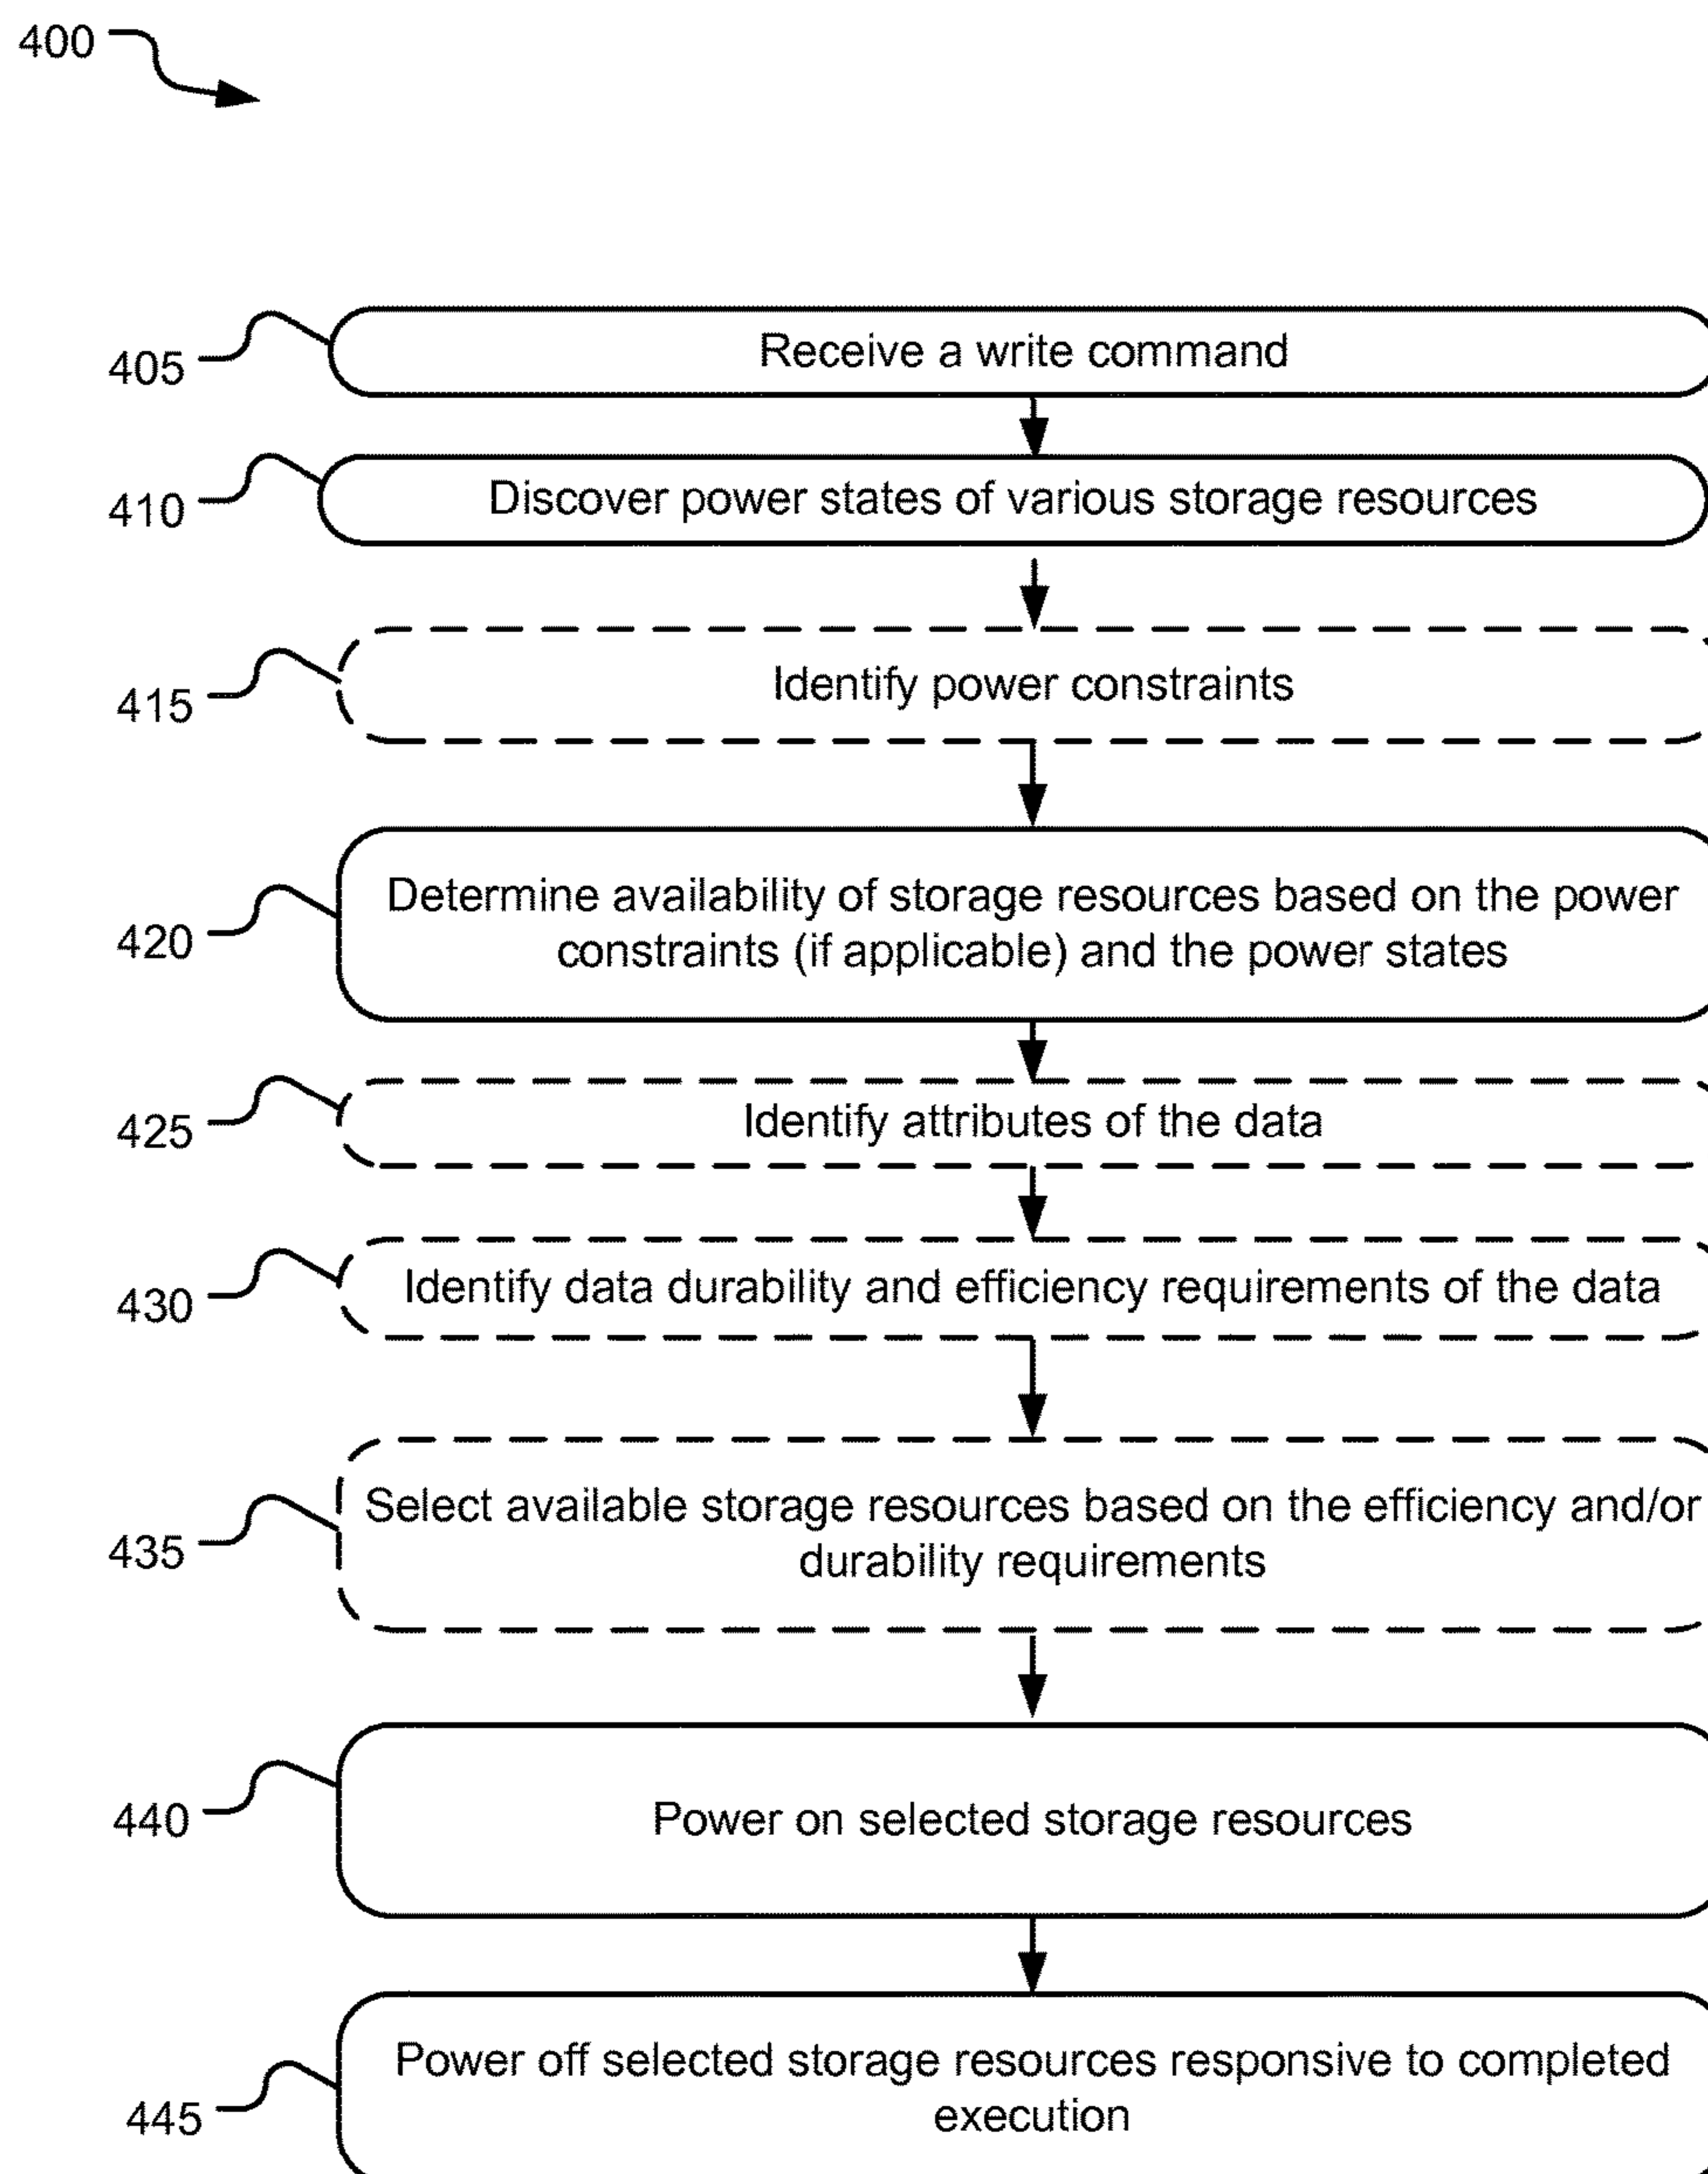 400
405
Receive a write command
410
Discover power states of various storage resources
415
Identify power constraints
420
Determine availability of storage resources based on the power
constraints (if applicable) and the power states
425
Identify attributes of the data
430
Identify data durability and efficiency requirements of the data
435
Select available storage resources based on the efficiency and/or
durability requirements
440
Power on selected storage resources
445
Power off selected storage resources responsive to completed
execution